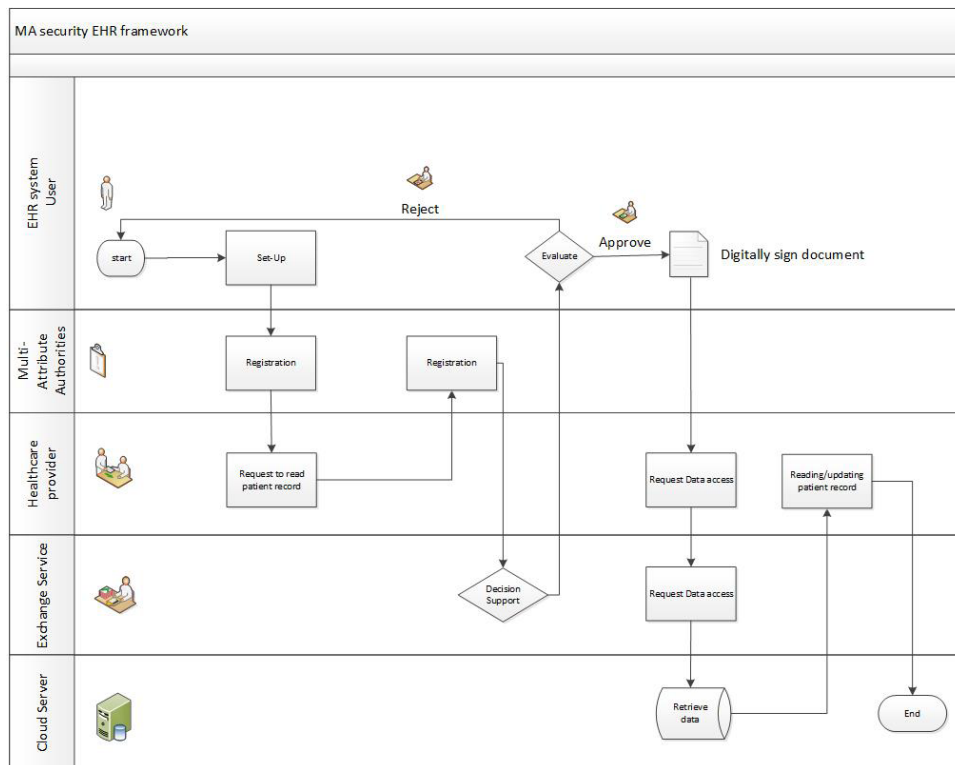 MA security EHR framework
EHR system
User
Reject
Approve
start
Set-Up
Evaluate
Digitally sign document
Multi-
Attribute
Authorities
Registration
Registration
Healthcare
provider
Request to read
patient record
Request Data access
Reading/updating
patient record
Exchange Service
Decision
Support
Request Data access
Cloud Server
Retrieve
data
End